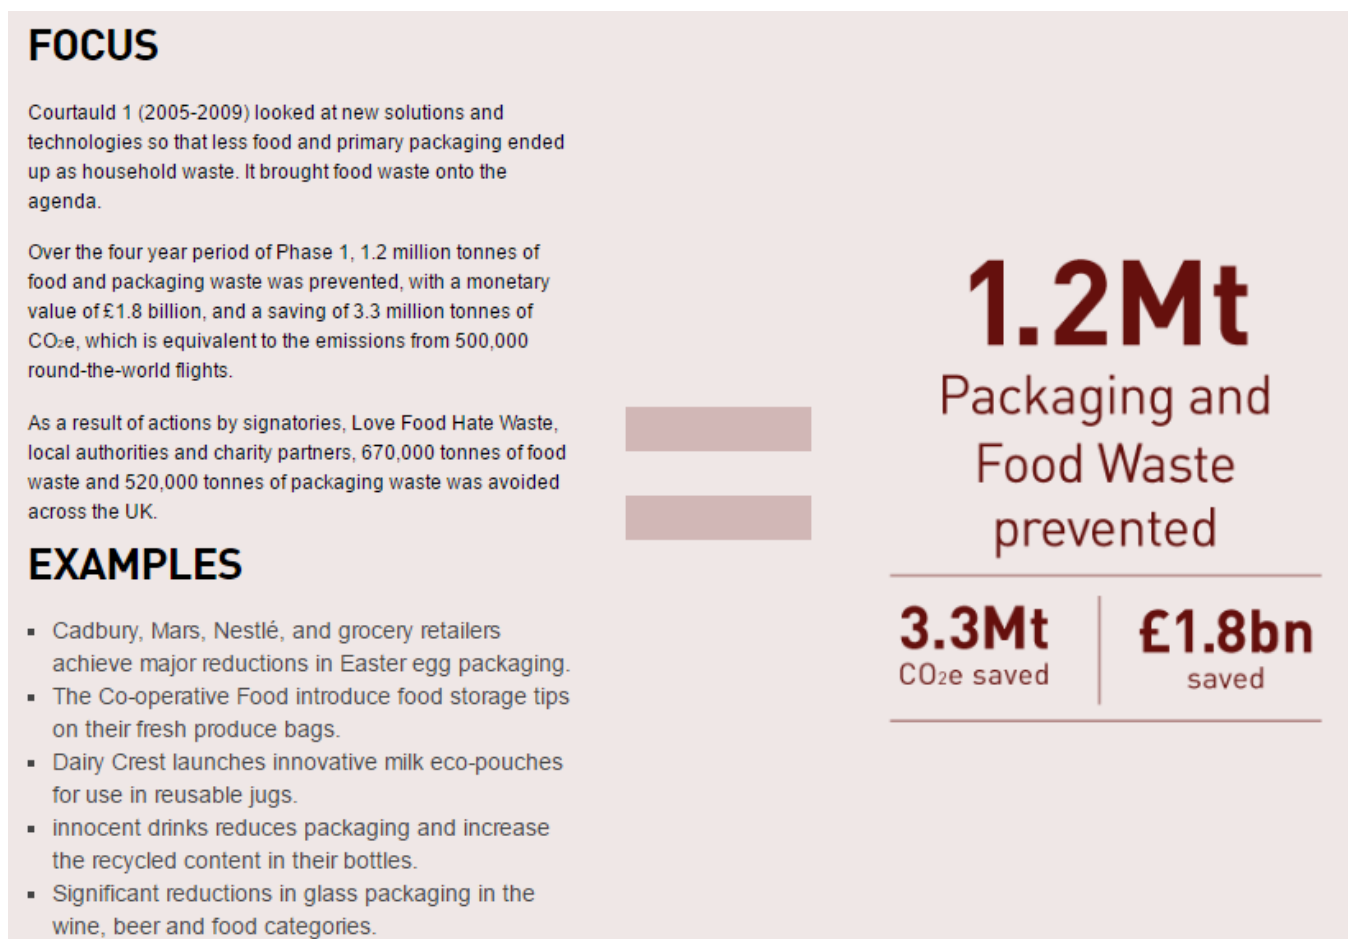 FOCUS
Courtauld 1 (2005-2009) looked at new solutions and
technologies so that less food and primary packaging ended
up as household waste. It brought food waste onto the
agenda.
Over the four year period of Phase 1, 1.2 million tonnes of
food and packaging waste was prevented, with a monetary
value of £1.8 billion, and a saving of 3.3 million tonnes of
CO₂e, which is equivalent to the emissions from 500,000
round-the-world flights.
As a result of actions by signatories, Love Food Hate Waste,
local authorities and charity partners, 670,000 tonnes of food
waste and 520,000 tonnes of packaging waste was avoided
across the UK.
EXAMPLES
▪ Cadbury, Mars, Nestlé, and grocery retailers
achieve major reductions in Easter egg packaging.
▪ The Co-operative Food introduce food storage tips
on their fresh produce bags.
▪ Dairy Crest launches innovative milk eco-pouches
for use in reusable jugs.
▪ innocent drinks reduces packaging and increase
the recycled content in their bottles.
▪ Significant reductions in glass packaging in the
wine, beer and food categories.
1.2Mt
Packaging and
Food Waste
prevented
3.3Mt
CO₂e saved
£1.8bn
saved